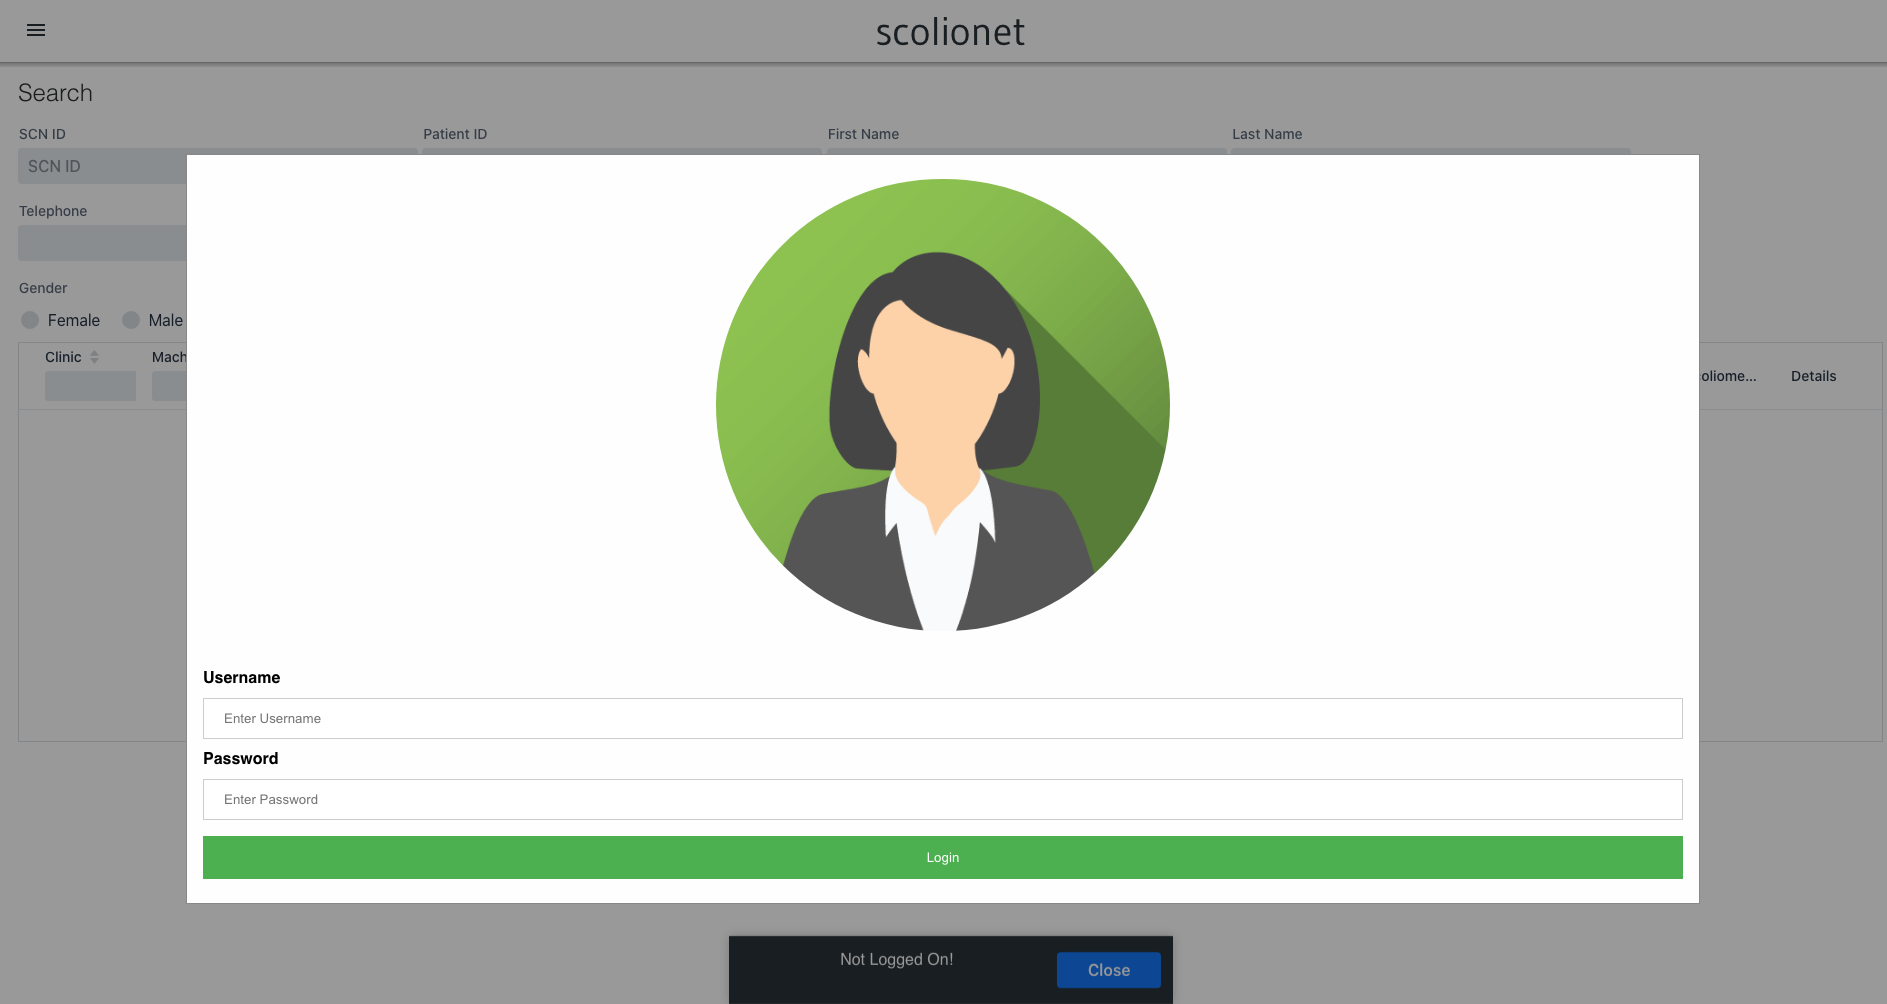 scolionet
Search
SCN ID Patient ID First Name Last Name
SCN ID
Telephone
Gender
Female Male
Clinic Mach oliome... Details
Username
Enter Username
Password
Enter Password
Login
Not Logged On! Close